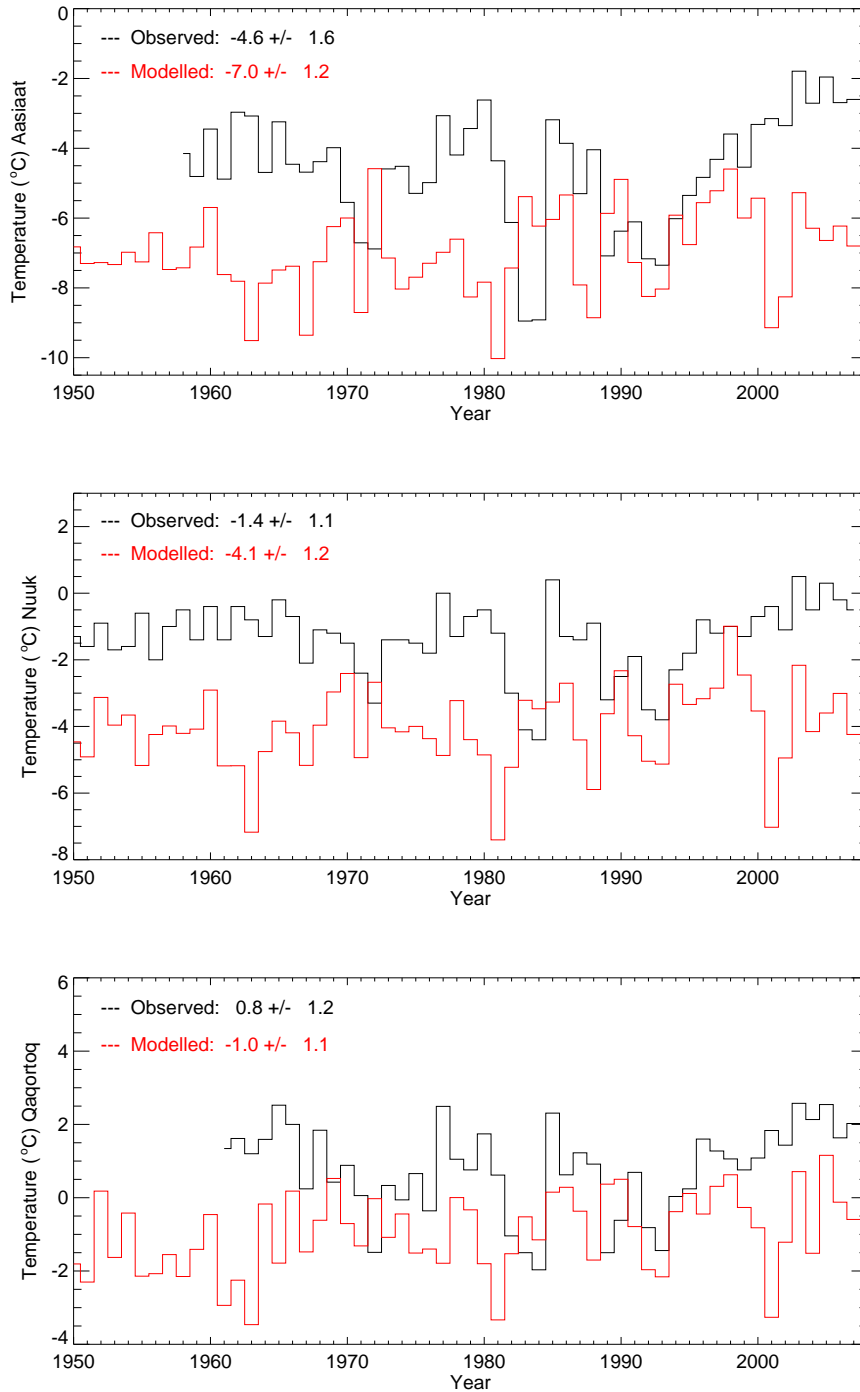 0
--- Observed: -4.6 +/- 1.6
--- Modelled: -7.0 +/- 1.2
-2
-4
-6
-8
-10
Temperature (°C) Aasiaat
1950 1960 1970 1980 1990 2000
Year
--- Observed: -1.4 +/- 1.1
2
--- Modelled: -4.1 +/- 1.2
0
-2
-4
-6
-8
Temperature (°C) Nuuk
1950 1960 1970 1980 1990 2000
Year
6
--- Observed: 0.8 +/- 1.2
4
--- Modelled: -1.0 +/- 1.1
2
0
-2
-4
Temperature (°C) Qaqortoq
1950 1960 1970 1980 1990 2000
Year